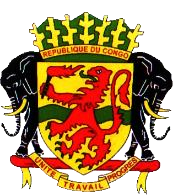 REPUBLIQUE DU CONGO
UNITE TRAVAIL PROGRES